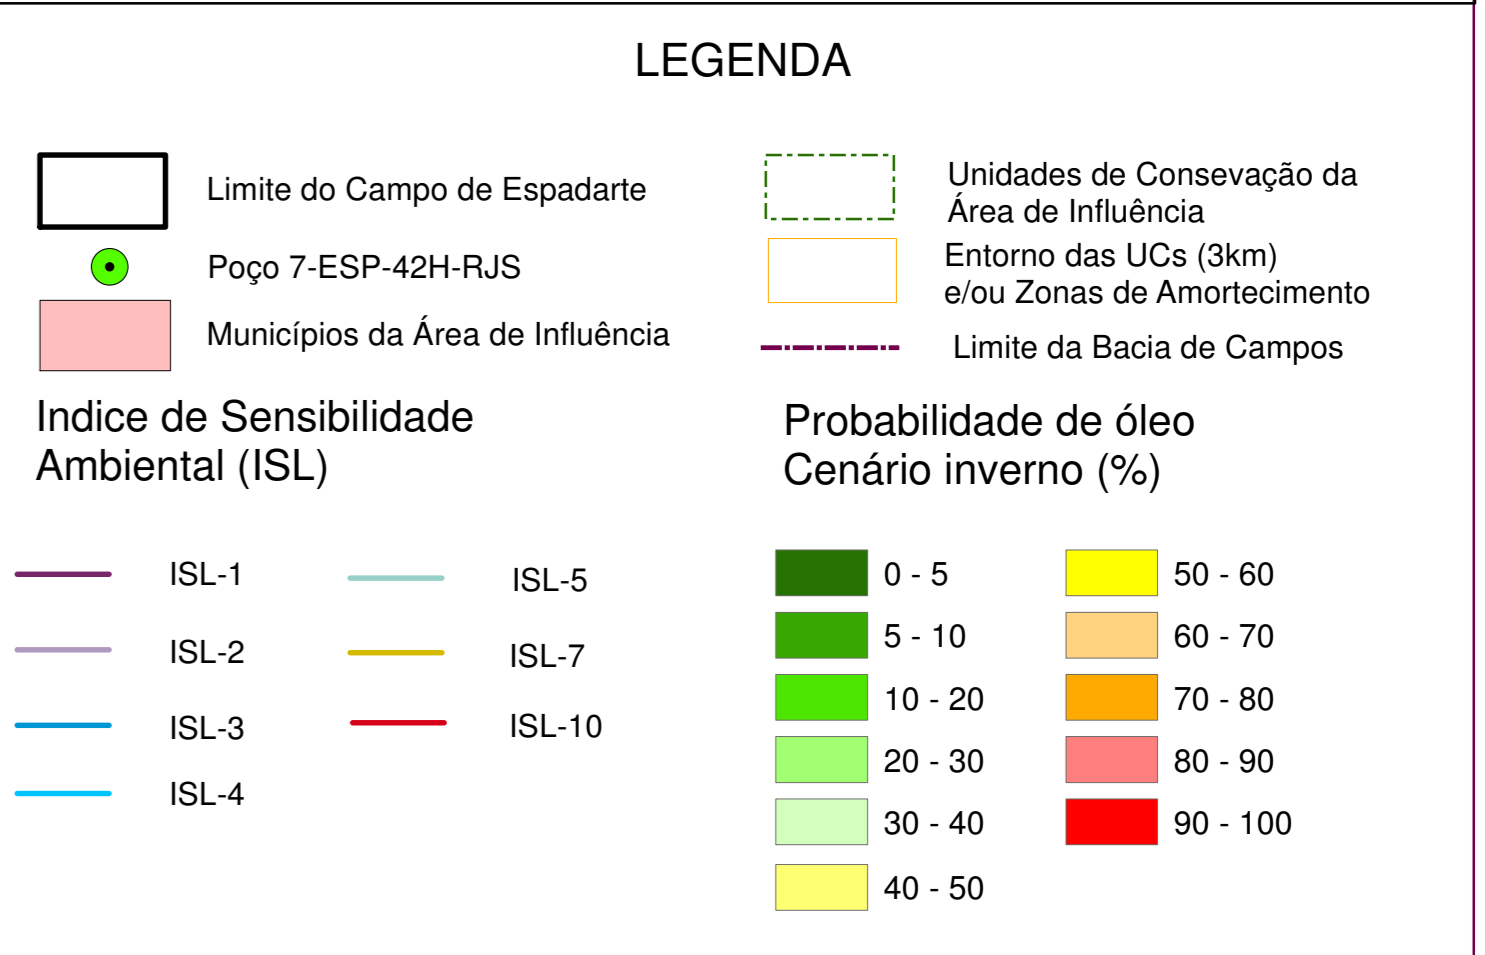 LEGENDA
Limite do Campo de Espadarte
Poço 7-ESP-42H-RJS
Municípios da Área de Influência
Unidades de Consevação da
Área de Influência
Entorno das UCs (3km)
e/ou Zonas de Amortecimento
Limite da Bacia de Campos
Indice de Sensibilidade
Ambiental (ISL)
ISL-1
ISL-2
ISL-3
ISL-4
ISL-5
ISL-7
ISL-10
Probabilidade de óleo
Cenário inverno (%)
0 - 5
5 - 10
10 - 20
20 - 30
30 - 40
40 - 50
50 - 60
60 - 70
70 - 80
80 - 90
90 - 100